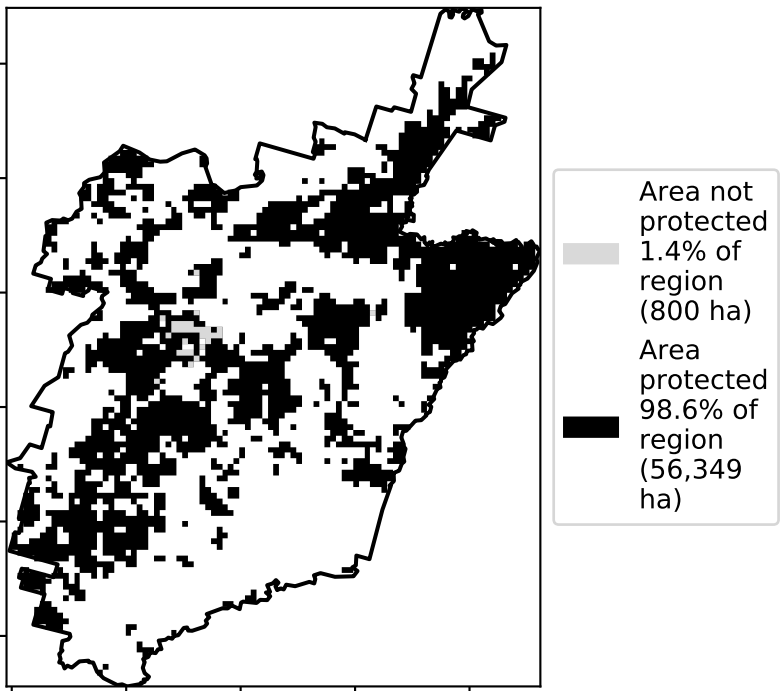 Area not
protected
1.4% of
region
(800 ha)
Area
protected
98.6% of
region
(56,349
ha)